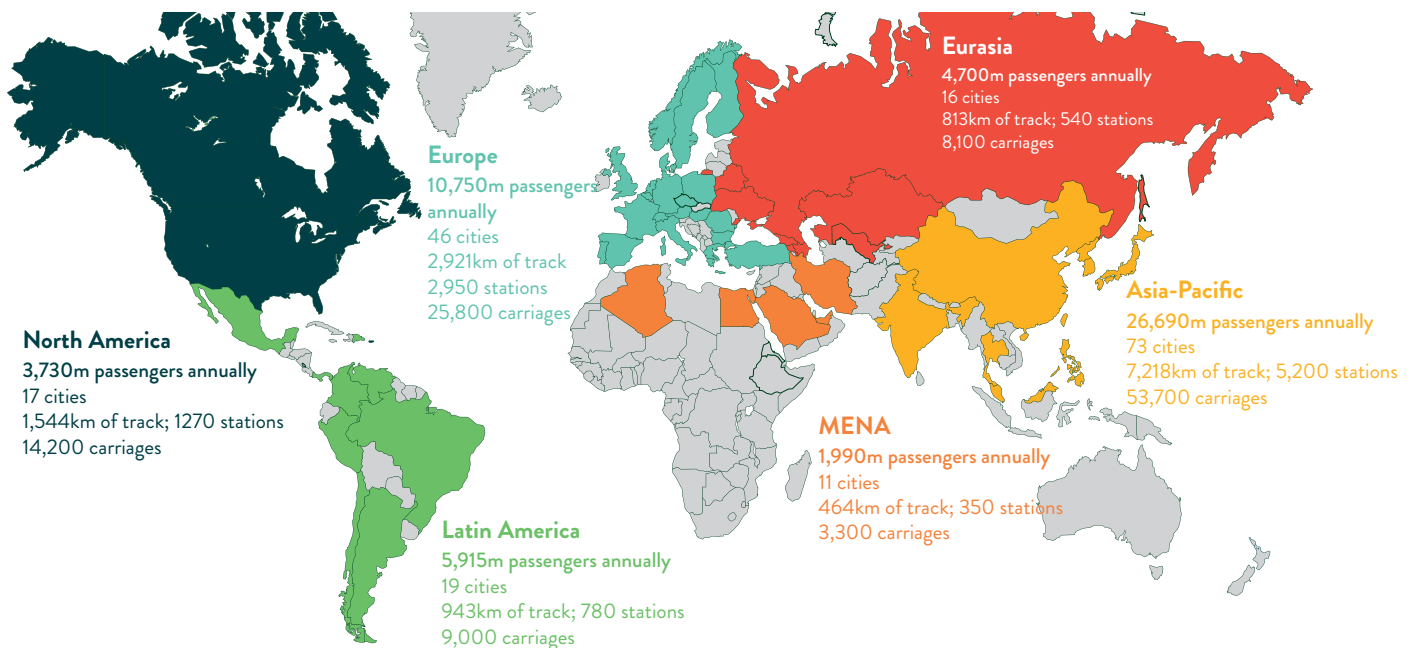 Eurasia
4,700m passengers annually
16 cities
813km of track; 540 stations
8,100 carriages
Europe
10,750m passengers
annually
46 cities
2,921km of track
2,950 stations
25,800 carriages
Asia-Pacific
26,690m passengers annually
73 cities
7,218km of track; 5,200 stations
53,700 carriages
North America
3,730m passengers annually
17 cities
1,544km of track; 1270 stations
14,200 carriages
MENA
1,990m passengers annually
11 cities
464km of track; 350 stations
3,300 carriages
Latin America
5,915m passengers annually
19 cities
943km of track; 780 stations
9,000 carriages